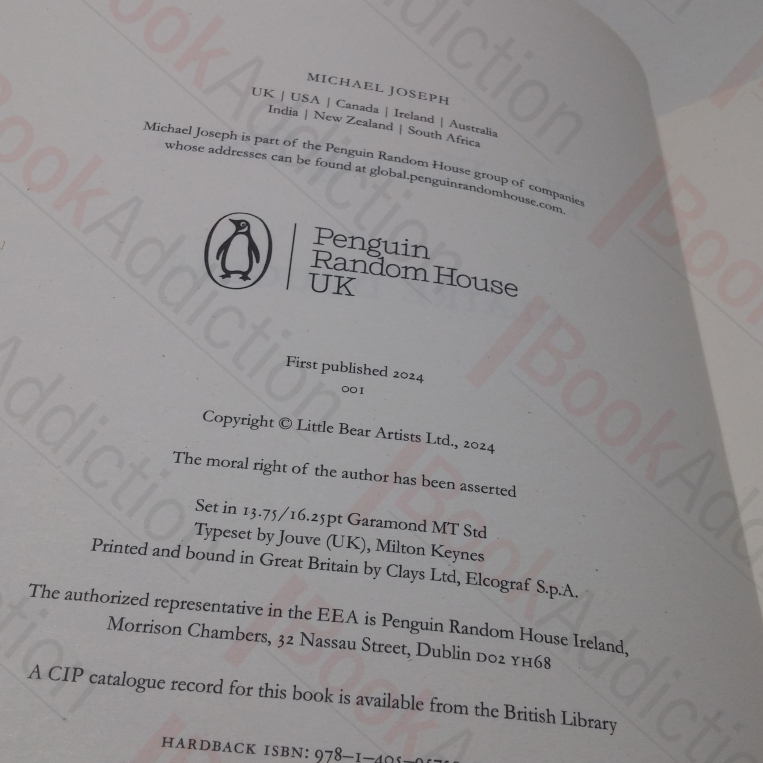 MICHAEL JOSEPH
UK | USA | Canada | Ireland | Australia
India | New Zealand | South Africa
Michael Joseph is part of the Penguin Random House group of companies
whose addresses can be found at global.penguinrandomhouse.com.
Penguin
Random House
UK
First published 2024
001
Copyright © Little Bear Artists Ltd., 2024
The moral right of the author has been asserted
Set in 13.75/16.25pt Garamond MT Std
Typeset by Jouve (UK), Milton Keynes
Printed and bound in Great Britain by Clays Ltd, Elcograf S.p.A.
The authorized representative in the EEA is Penguin Random House Ireland,
Morrison Chambers, 32 Nassau Street, Dublin D02 YH68
A CIP catalogue record for this book is available from the British Library
HARDBACK ISBN:
BookAddiction